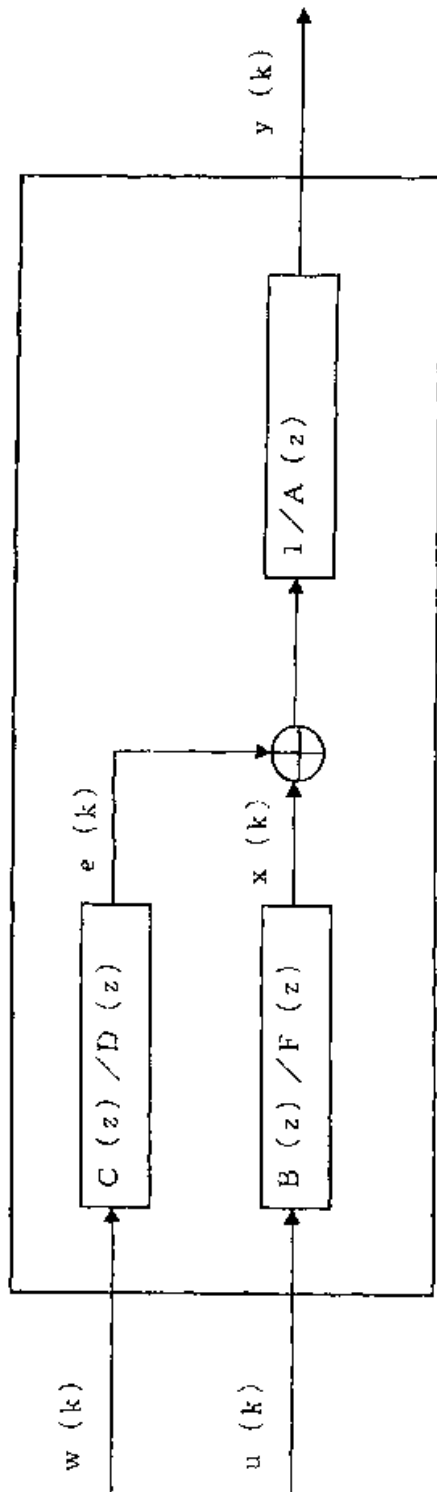 w (k)
C (z) /D (z)
e (k)
u (k)
B (z) /F (z)
x (k)
1/A (z)
y (k)